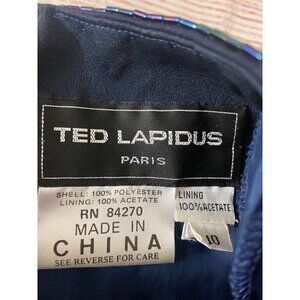 TED LAPIDUS
PARIS
SHELL: 100% POLYESTER
LINING: 100% ACETATE
RN 84270
MADE IN
CHINA
SEE REVERSE FOR CARE
LINING
100% ACETATE
10